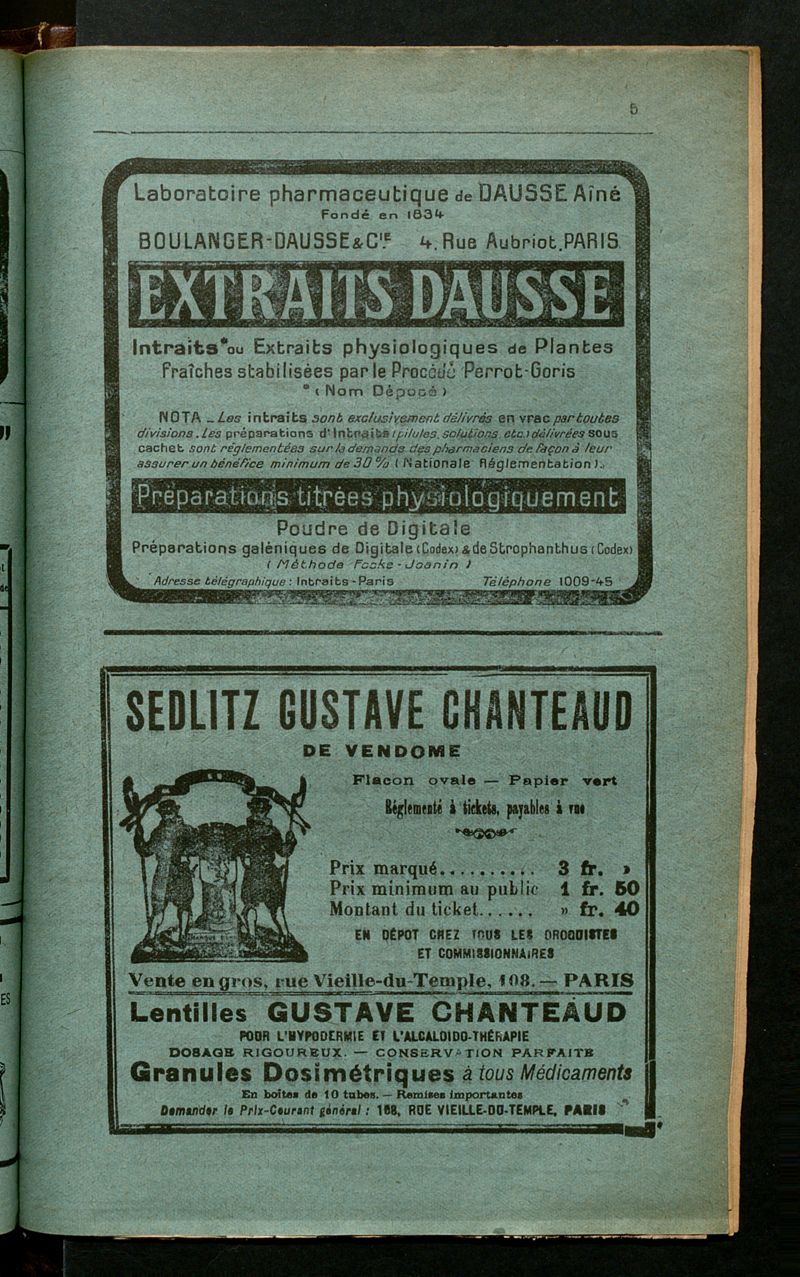 5
Laboratoire pharmaceutique de DAUSSE Aîné
Fondé en 1834
BOULANGER-DAUSSE & Cie 4, Rue Aubriot, PARIS
EXTRAITS DAUSSE
Intraits* ou Extraits physiologiques de Plantes
Fraîches stabilisées par le Procédé Perrot-Goris
* (Nom Déposé)
NOTA _ Les intraits sont exclusivement délivrés en vrac par toutes
divisions. Les préparations d'Intraits (pilules, solutions, etc.) délivrées sous
cachet sont réglementées sur la demande des pharmaciens de façon à leur
assurer un bénéfice minimum de 30 % (Nationale Réglementation).
Préparations titrées physiologiquement
Poudre de Digitale
Préparations galéniques de Digitale (Codex) & de Strophanthus (Codex)
(Méthode Focke-Joanin)
Adresse télégraphique : Intraits-Paris Téléphone 1009-45
SEDLITZ GUSTAVE CHANTEAUD
DE VENDOME
Flacon ovale — Papier vert
Réglementé à tickets, payables à vue
Prix marqué.......... 3 fr. »
Prix minimum au public 1 fr. 50
Montant du ticket...... » fr. 40
EN DÉPOT CHEZ TOUS LES DROGUISTES
ET COMMISSIONNAIRES
Vente en gros, rue Vieille-du-Temple, 108. — PARIS
Lentilles GUSTAVE CHANTEAUD
POUR L'HYPODERMIE ET L'ALCALOIDO-THÉRAPIE
DOSAGE RIGOUREUX. — CONSERVATION PARFAITE
Granules Dosimétriques à tous Médicaments
En boîtes de 10 tubes. — Remises importantes
Demander le Prix-Courant général : 108, RUE VIEILLE-DU-TEMPLE, PARIS